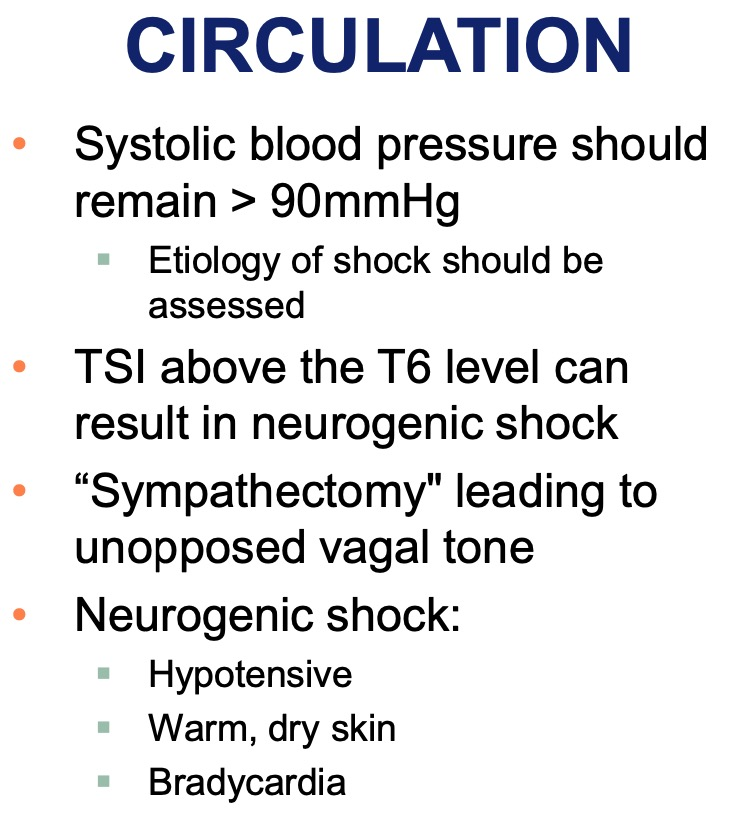 CIRCULATION
• Systolic blood pressure should
remain > 90mmHg
▪ Etiology of shock should be
assessed
• TSI above the T6 level can
result in neurogenic shock
• “Sympathectomy" leading to
unopposed vagal tone
• Neurogenic shock:
▪ Hypotensive
▪ Warm, dry skin
▪ Bradycardia